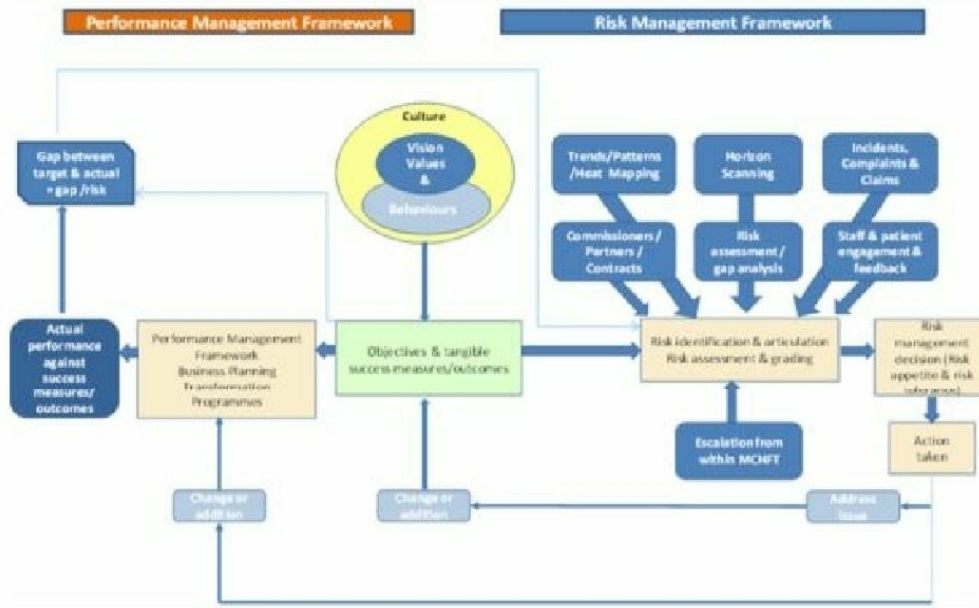 Performance Management Framework
Risk Management Framework
Culture
Vision
Values
&
Behaviours
Gap between
target & actual
= gap /risk
Trends/Patterns
/Heat Mapping
Horizon
Scanning
Incidents,
Complaints &
Claims
Commissioners /
Partners /
Contracts
Risk
assessment/
gap analysis
Staff & patient
engagement &
feedback
Actual
performance
against
success
measures/
outcomes
Performance Management
Framework
Business Planning
Transformation
Programmes
Objectives & tangible
success measures/outcomes
Risk identification & articulation
Risk assessment & grading
Risk
management
decision (Risk
appetite & risk
tolerance)
Escalation from
within MCHFT
Action
taken
Change or
addition
Change or
addition
Address
Issue